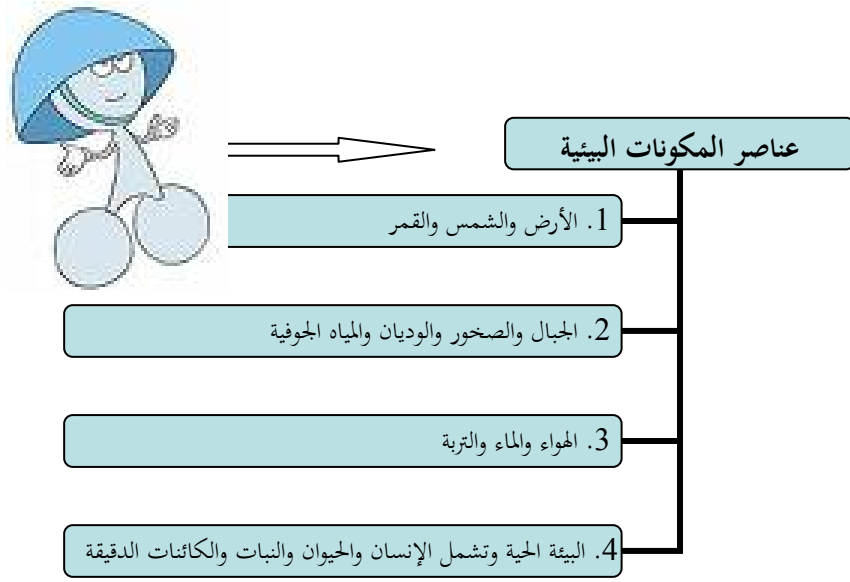 عناصر المكونات البيئية
1. الأرض والشمس والقمر
2. الجبال والصخور والوديان والمياه الجوفية
3. الهواء والماء والتربة
4. البيئة الحية وتشمل الإنسان والحيوان والنبات والكائنات الدقيقة